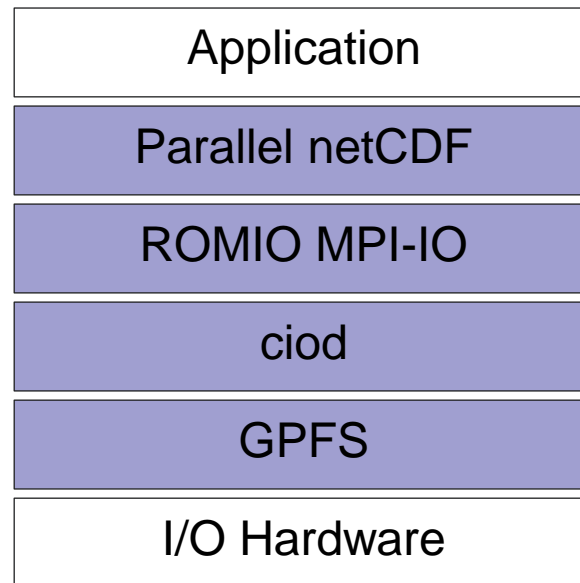 Application
Parallel netCDF
ROMIO MPI-IO
ciod
GPFS
I/O Hardware